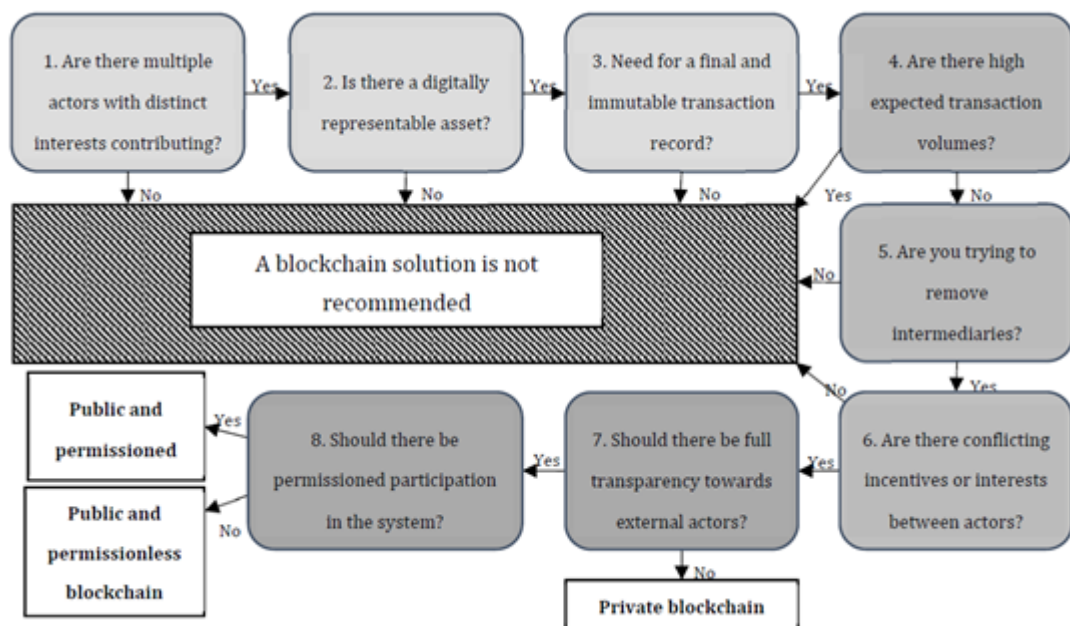 1. Are there multiple
actors with distinct
interests contributing?
Yes
2. Is there a digitally
representable asset?
Yes
3. Need for a final and
immutable transaction
record?
Yes
4. Are there high
expected transaction
volumes?
No
No
No
Yes
No
A blockchain solution is not
recommended
No
5. Are you trying to
remove
intermediaries?
Yes
No
6. Are there conflicting
incentives or interests
between actors?
Yes
7. Should there be full
transparency towards
external actors?
Yes
8. Should there be
permissioned participation
in the system?
Yes
Public and
permissioned
No
Public and
permissionless
blockchain
No
Private blockchain